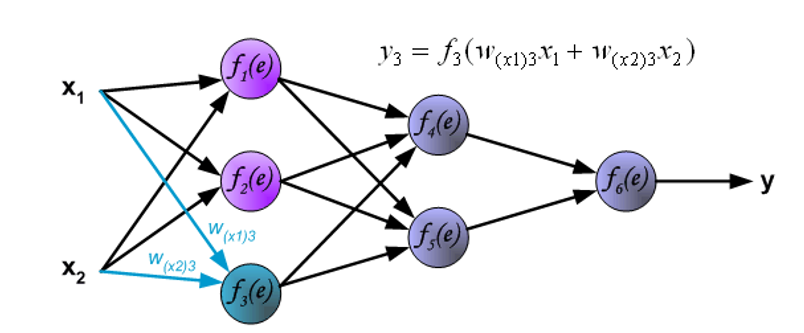 y₃ = f₃(w₍ₓ₁₎₃x₁ + w₍ₓ₂₎₃x₂)
f₁(e)
x₁
f₄(e)
f₂(e)
f₆(e)
y
w₍ₓ₁₎₃
f₅(e)
w₍ₓ₂₎₃
x₂
f₃(e)